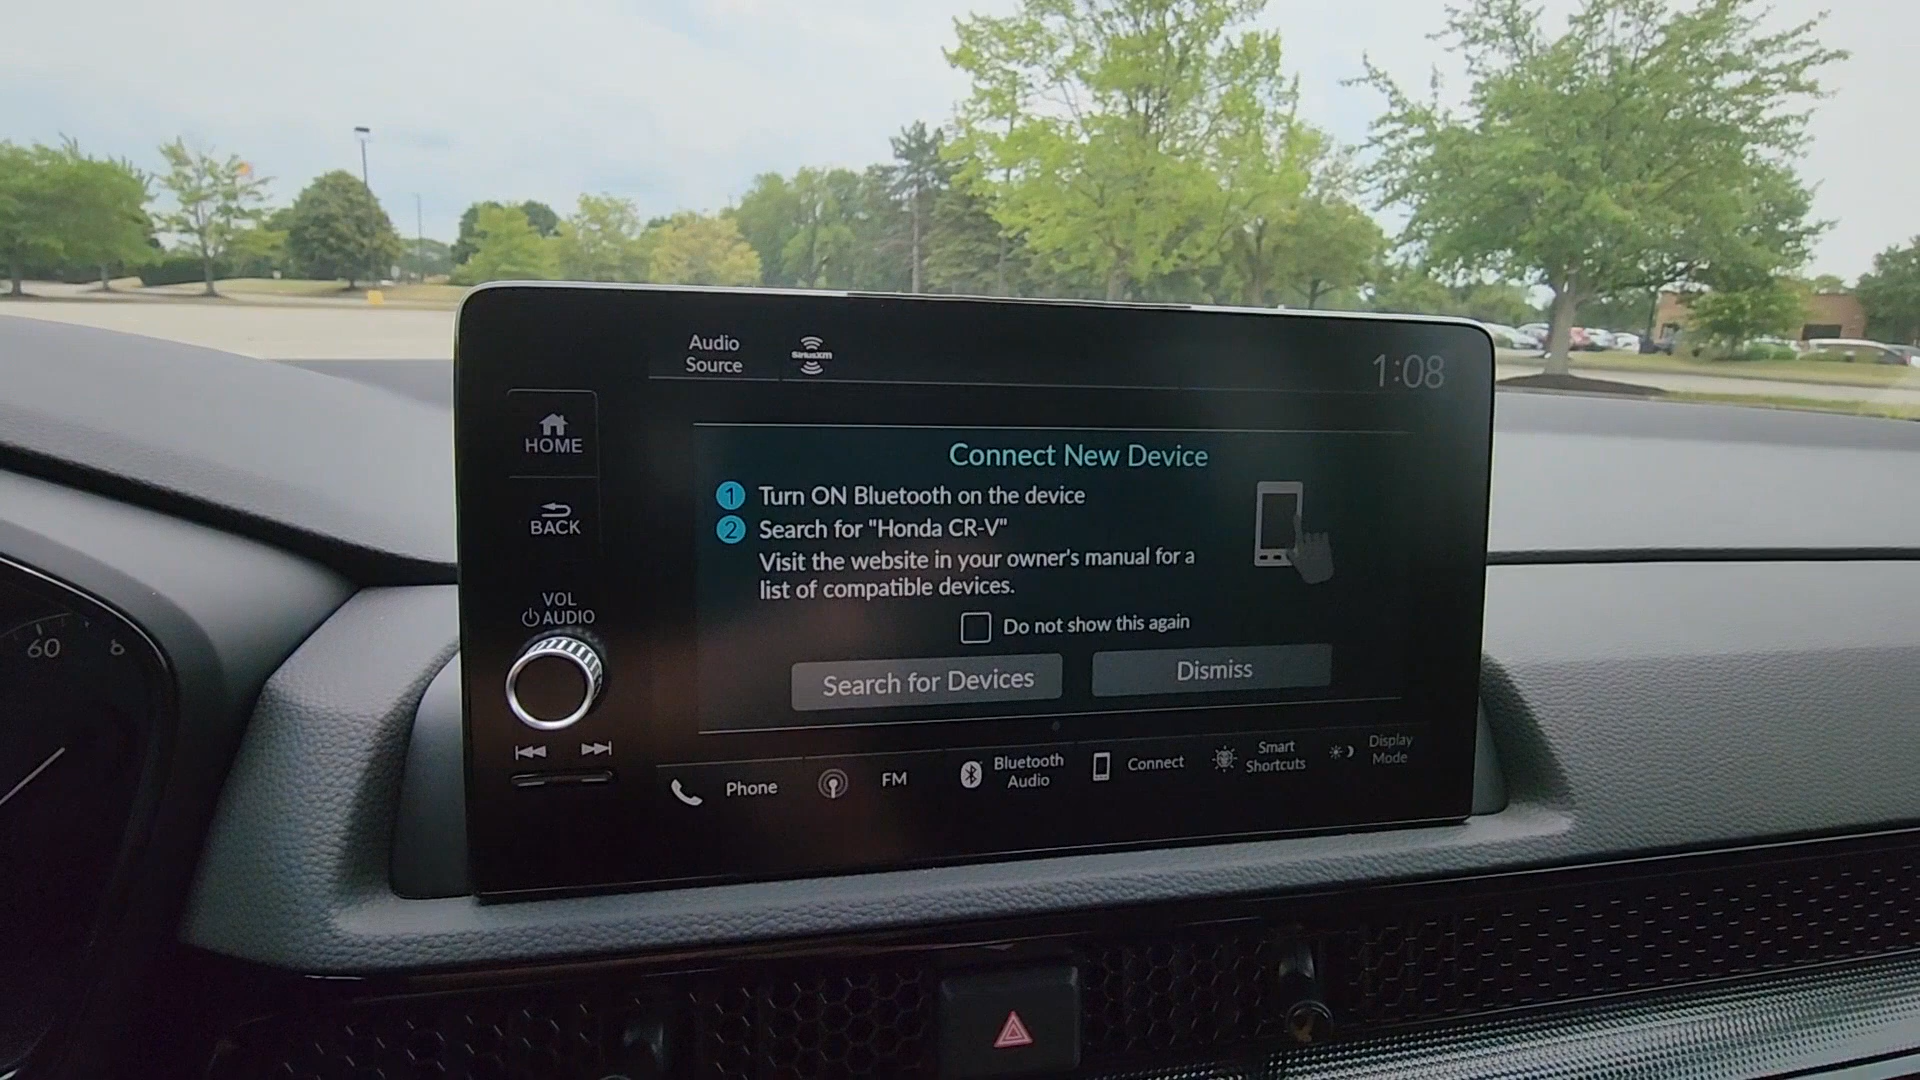 Audio
Source
SiriusXM
1:08
HOME
BACK
VOL
AUDIO
Connect New Device
1 Turn ON Bluetooth on the device
2 Search for "Honda CR-V"
Visit the website in your owner's manual for a
list of compatible devices.
Do not show this again
Search for Devices
Dismiss
Phone
FM
Bluetooth
Audio
Connect
Smart
Shortcuts
Display
Mode
60